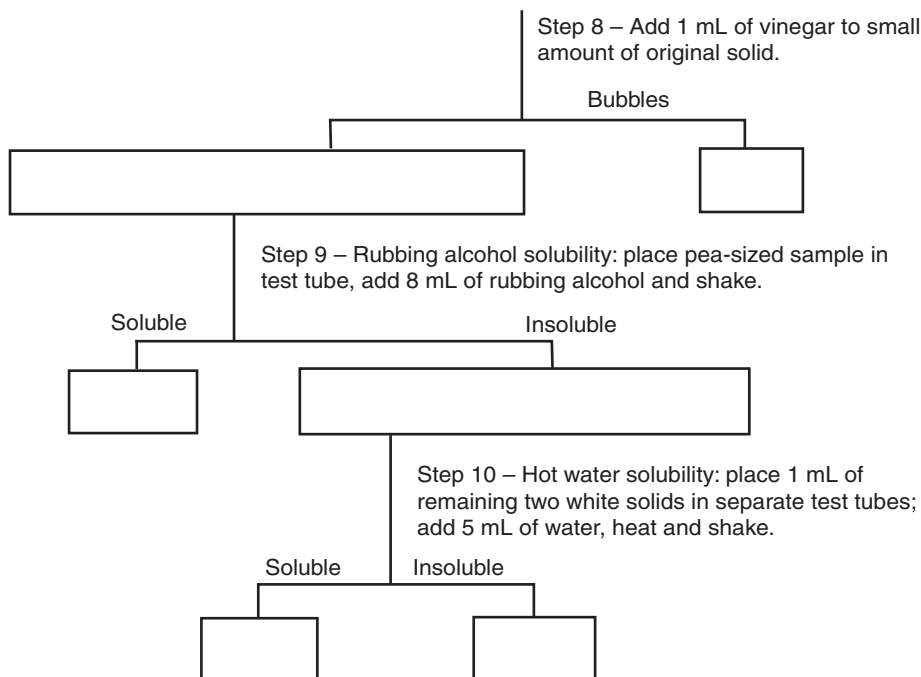 Step 8 – Add 1 mL of vinegar to small
amount of original solid.
Bubbles
Step 9 – Rubbing alcohol solubility: place pea-sized sample in
test tube, add 8 mL of rubbing alcohol and shake.
Soluble
Insoluble
Step 10 – Hot water solubility: place 1 mL of
remaining two white solids in separate test tubes;
add 5 mL of water, heat and shake.
Soluble
Insoluble